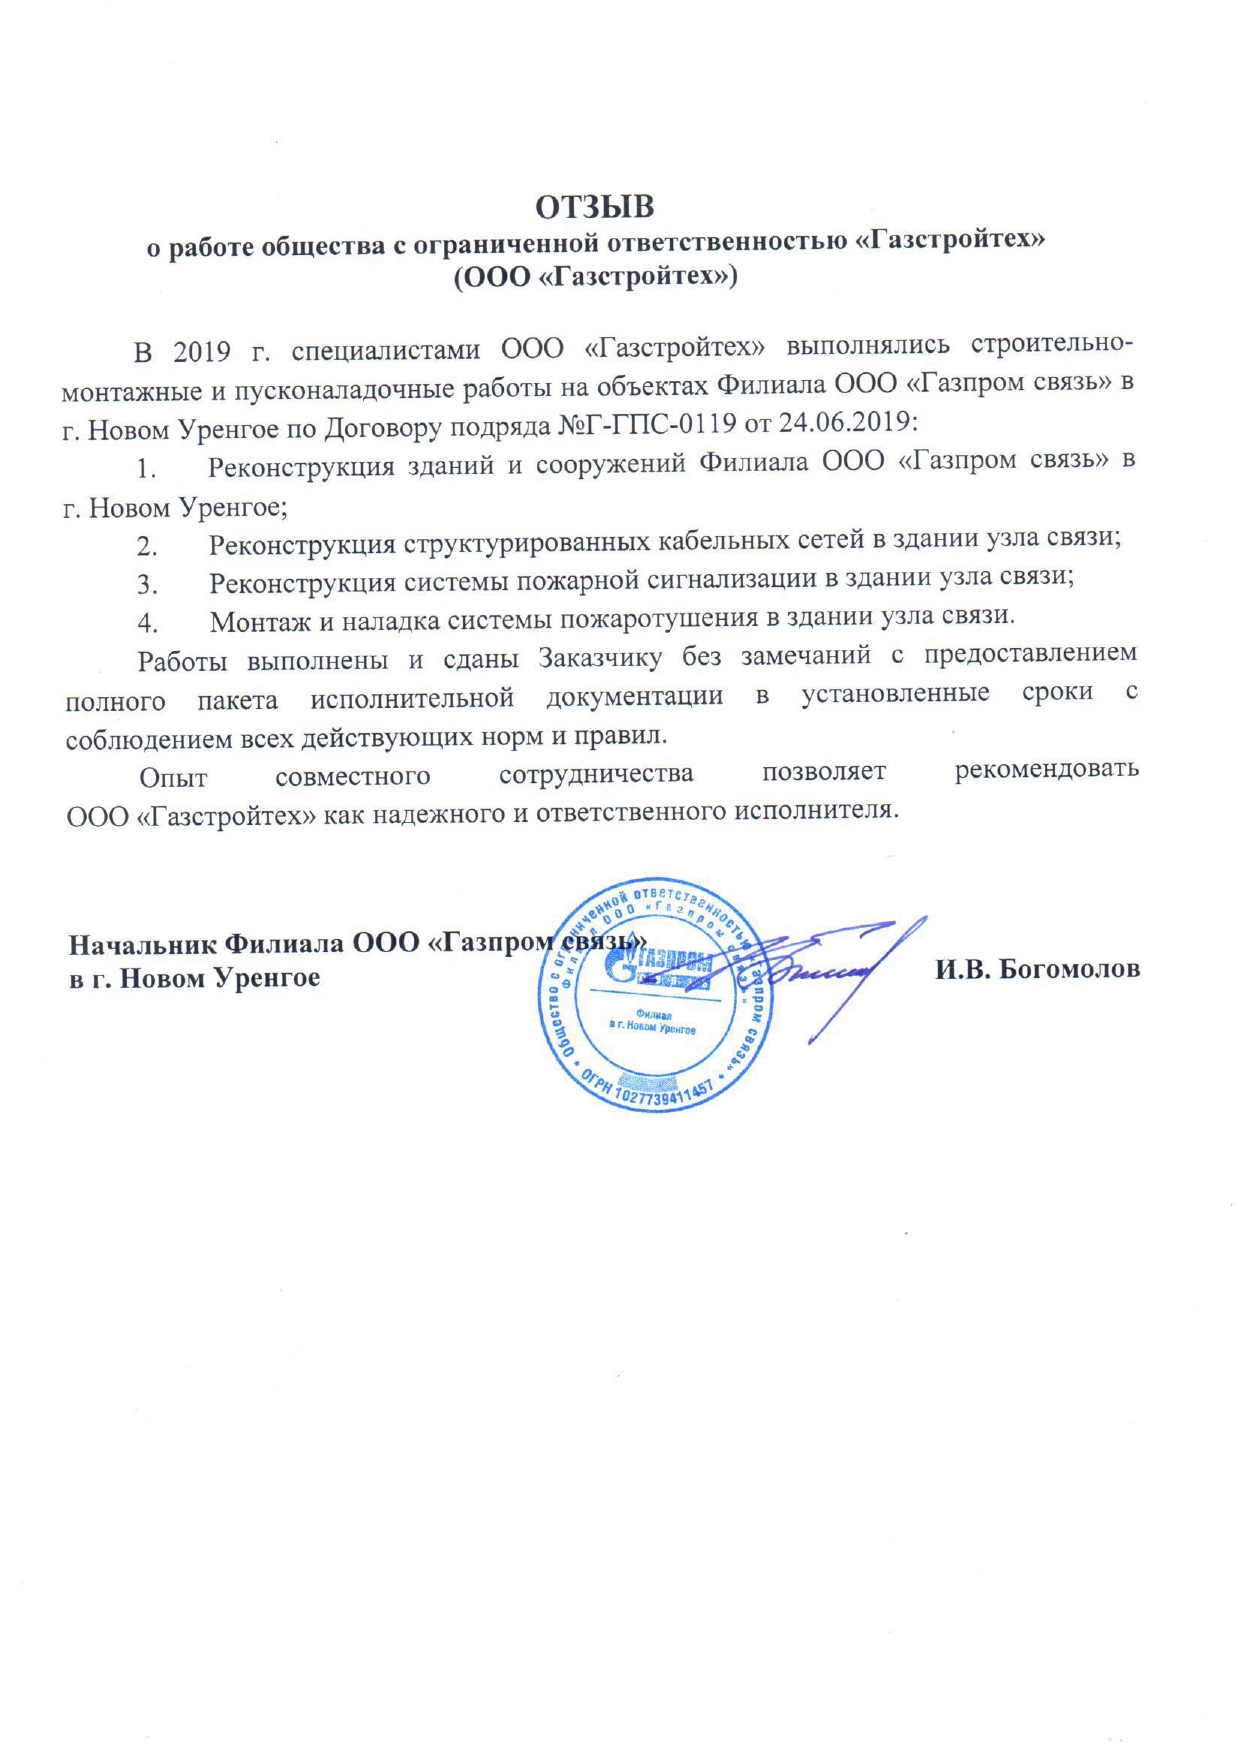 ОТЗЫВ
о работе общества с ограниченной ответственностью «Газстройтех»
(ООО «Газстройтех»)
В 2019 г. специалистами ООО «Газстройтех» выполнялись строительно-
монтажные и пусконаладочные работы на объектах Филиала ООО «Газпром связь» в
г. Новом Уренгое по Договору подряда №Г-ГПС-0119 от 24.06.2019:
1. Реконструкция зданий и сооружений Филиала ООО «Газпром связь» в
г. Новом Уренгое;
2. Реконструкция структурированных кабельных сетей в здании узла связи;
3. Реконструкция системы пожарной сигнализации в здании узла связи;
4. Монтаж и наладка системы пожаротушения в здании узла связи.
Работы выполнены и сданы Заказчику без замечаний с предоставлением
полного пакета исполнительной документации в установленные сроки с
соблюдением всех действующих норм и правил.
Опыт совместного сотрудничества позволяет рекомендовать
ООО «Газстройтех» как надежного и ответственного исполнителя.
Начальник Филиала ООО «Газпром связь»
в г. Новом Уренгое
И.В. Богомолов
Общество с ограниченной ответственностью «Газпром связь» * ОГРН 1027739411457 *
Филиал ООО «Газпром связь»
ГАЗПРОМ
Филиал
в г. Новом Уренгое